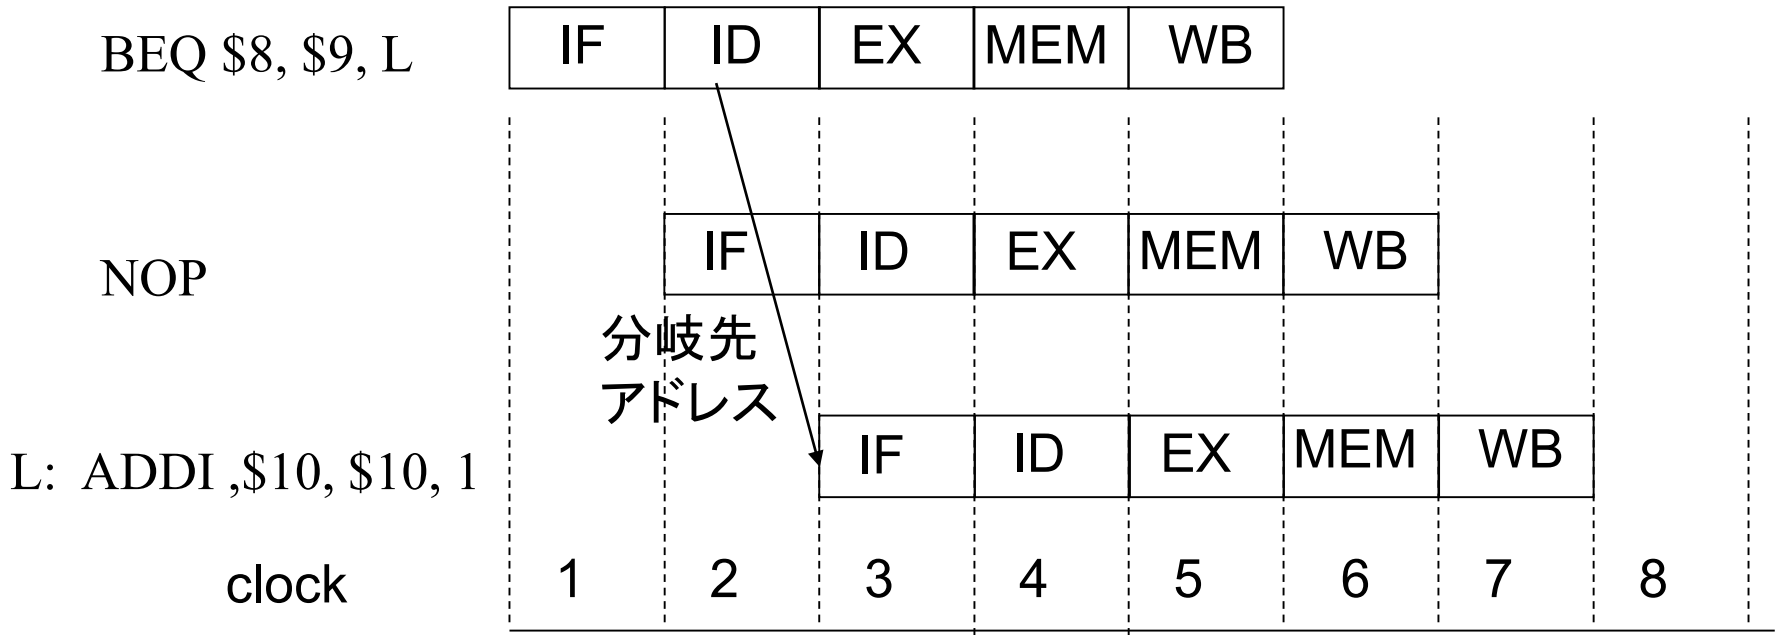 BEQ $8, $9, L IF ID EX MEM WB
NOP IF ID EX MEM WB
分岐先
アドレス
L: ADDI ,$10, $10, 1 IF ID EX MEM WB
clock 1 2 3 4 5 6 7 8